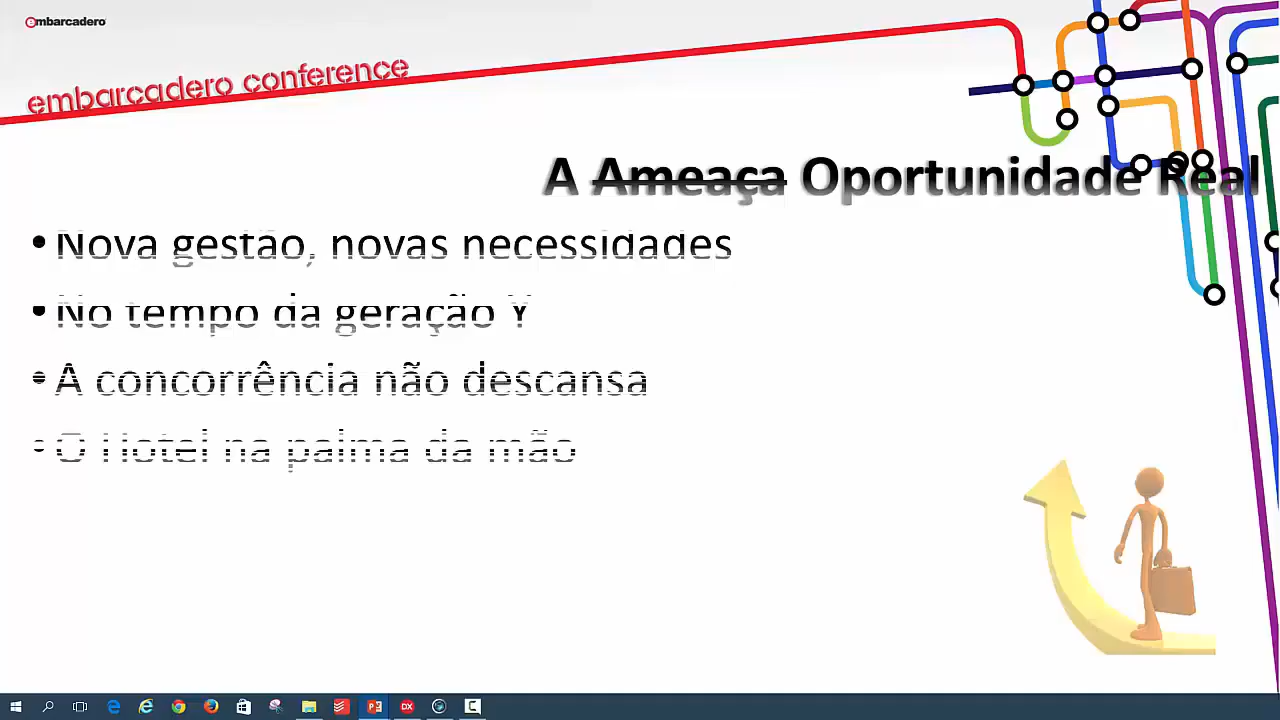 embarcadero
embarcadero conference
A Ameaça Oportunidade Real
• Nova gestão, novas necessidades
• No tempo da geração Y
• A concorrência não descansa
• O Hotel na palma da mão
DX